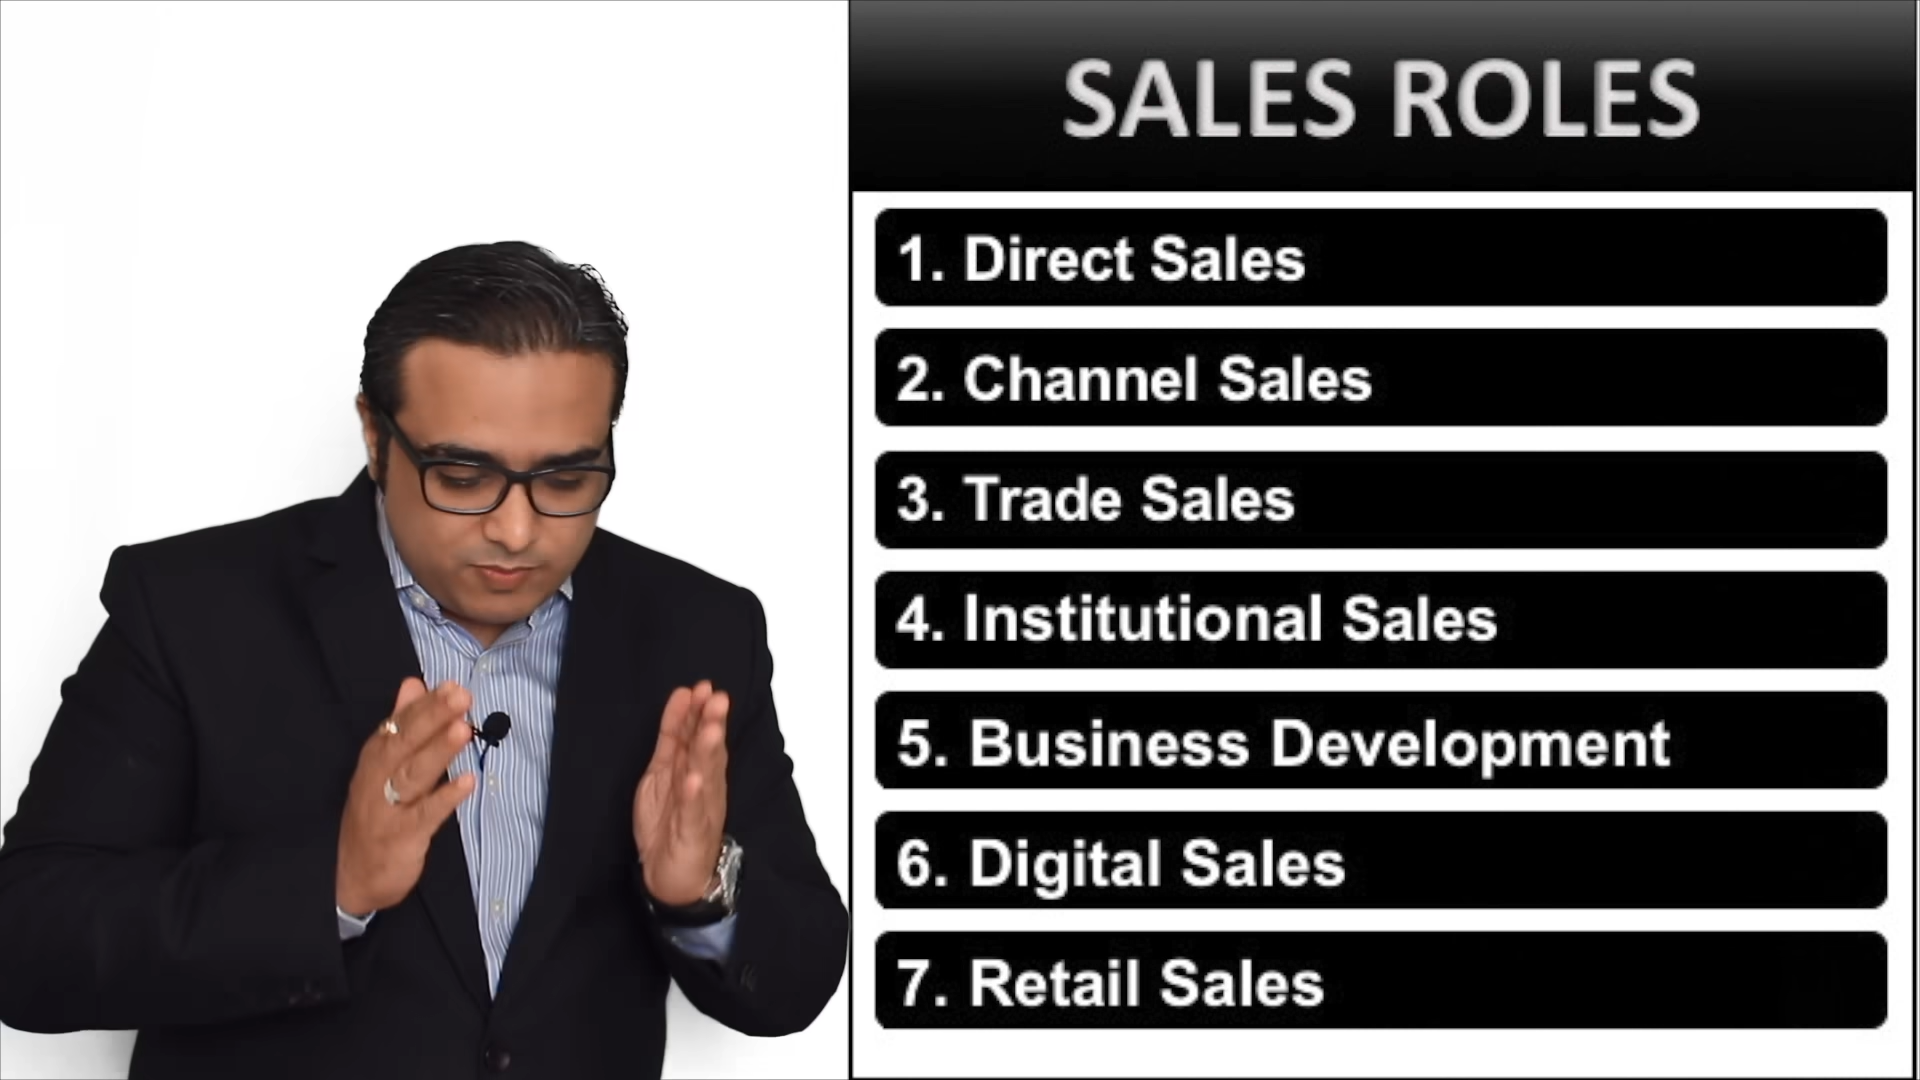 SALES ROLES
1. Direct Sales
2. Channel Sales
3. Trade Sales
4. Institutional Sales
5. Business Development
6. Digital Sales
7. Retail Sales